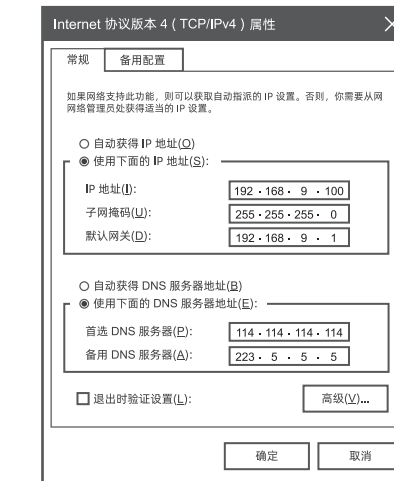 Internet 协议版本 4（TCP/IPv4）属性
常规 备用配置
如果网络支持此功能，则可以获取自动指派的 IP 设置。否则，你需要从网
网络管理员处获得适当的 IP 设置。
自动获得 IP 地址(O)
使用下面的 IP 地址(S):
IP 地址(I): 192 . 168 . 9 . 100
子网掩码(U): 255 . 255 . 255 . 0
默认网关(D): 192 . 168 . 9 . 1
自动获得 DNS 服务器地址(B)
使用下面的 DNS 服务器地址(E):
首选 DNS 服务器(P): 114 . 114 . 114 . 114
备用 DNS 服务器(A): 223 . 5 . 5 . 5
退出时验证设置(L): 高级(V)...
确定 取消